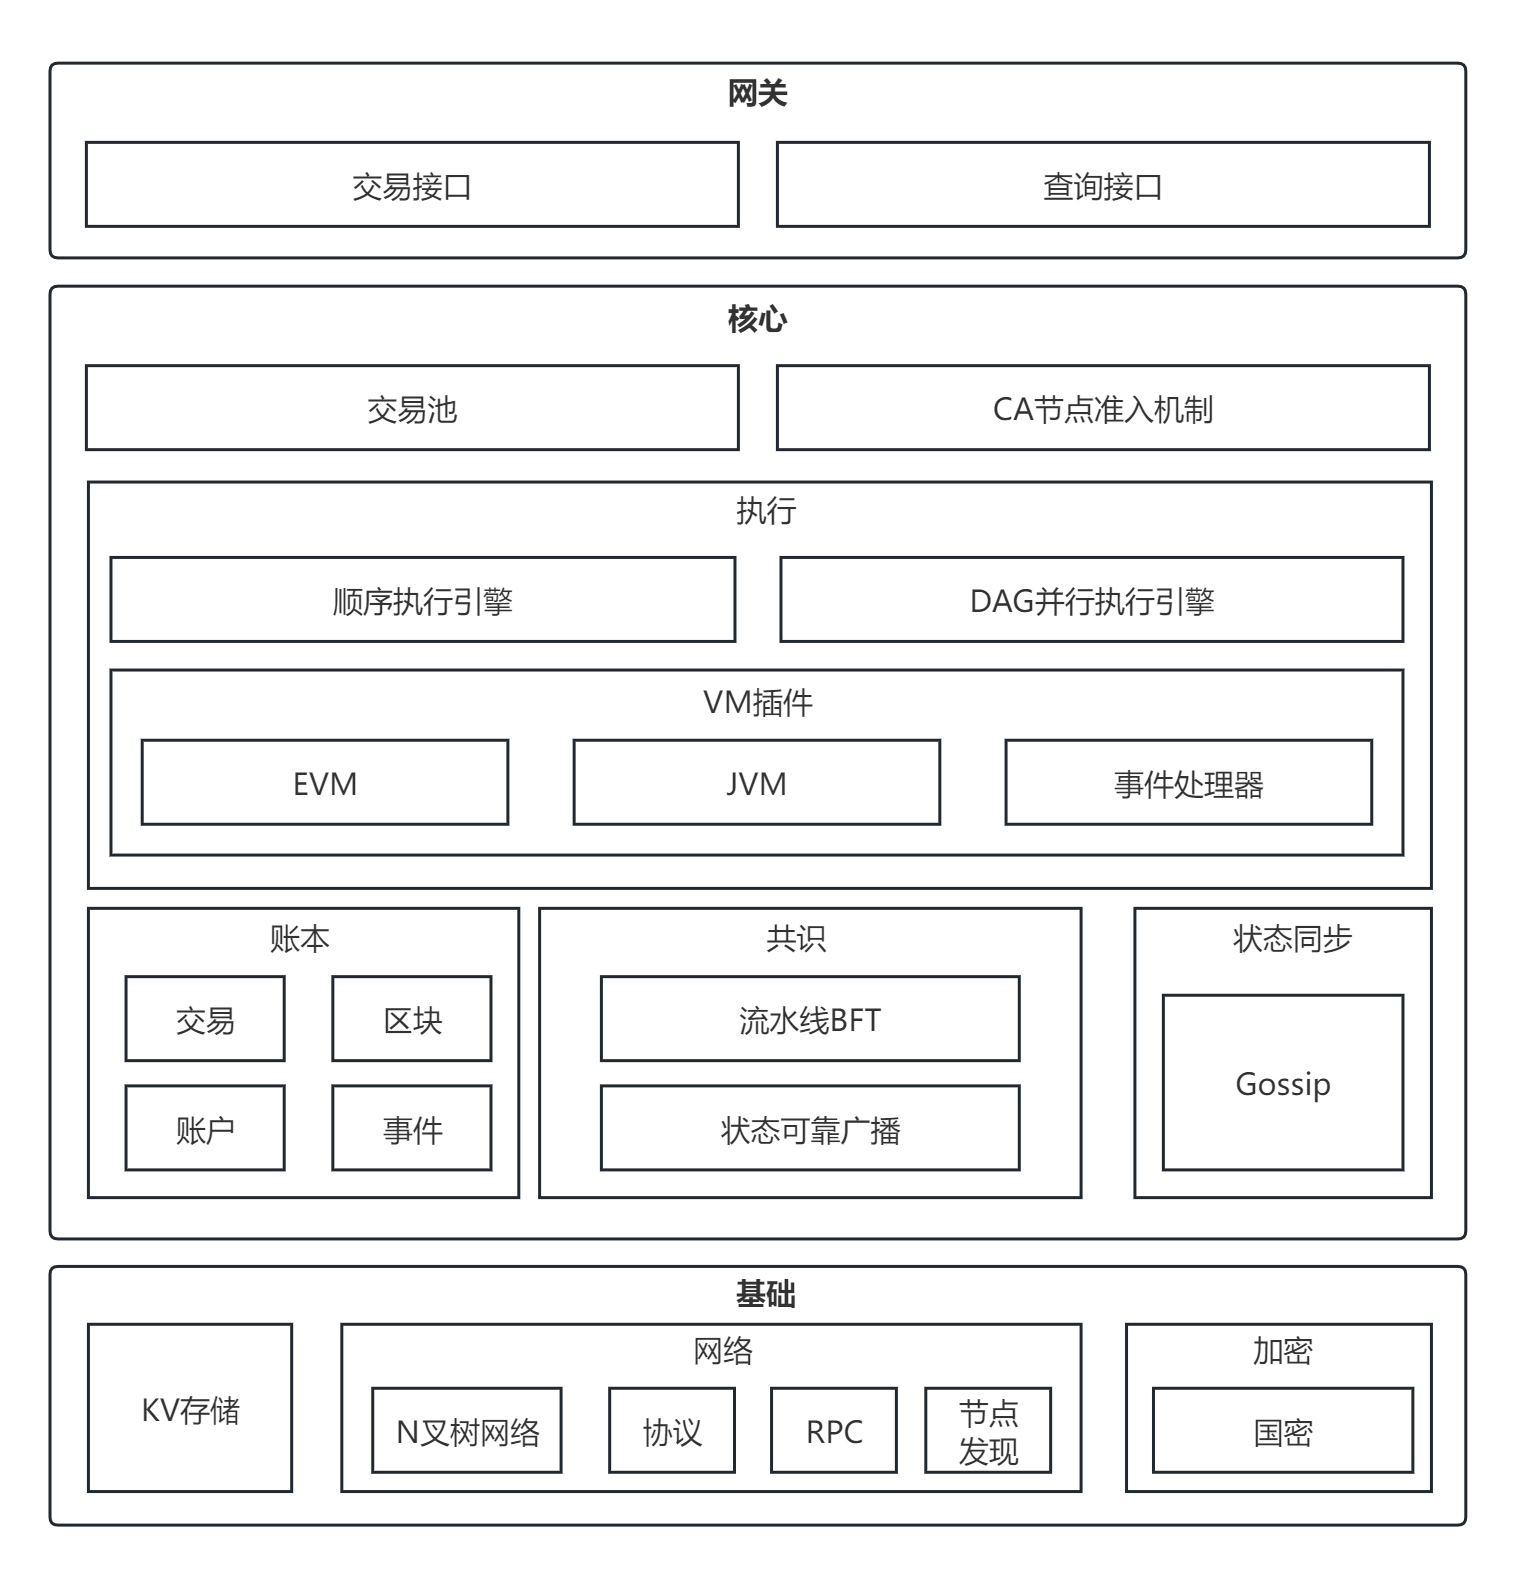 网关
交易接口
查询接口
核心
交易池
CA节点准入机制
执行
顺序执行引擎
DAG并行执行引擎
VM插件
EVM
JVM
事件处理器
账本
交易
区块
账户
事件
共识
流水线BFT
状态可靠广播
状态同步
Gossip
基础
KV存储
网络
N叉树网络
协议
RPC
节点
发现
加密
国密